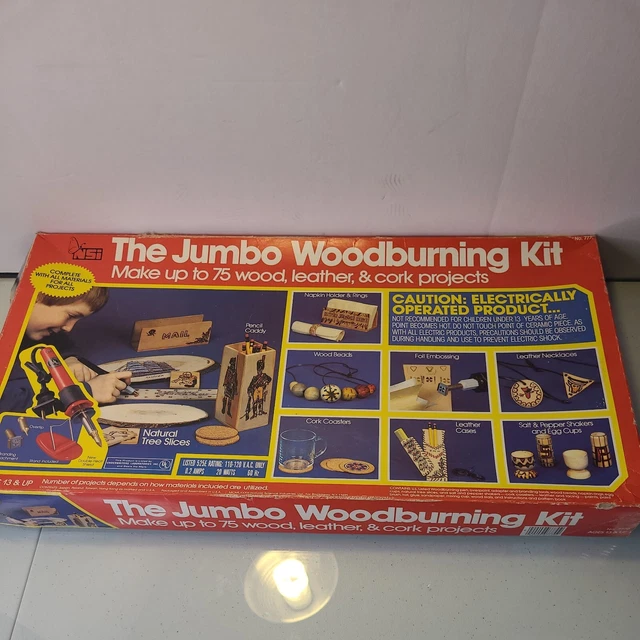 NSI
The Jumbo Woodburning Kit
Make up to 75 wood, leather, & cork projects
COMPLETE
WITH ALL MATERIALS
FOR ALL
PROJECTS
Pencil
Caddy
Natural
Tree Slices
Clamp
Stand Included
LISTED 525E RATING: 110-120 V.A.C. ONLY
0.2 AMPS 20 WATTS 60 Hz
Napkin Holder & Rings
CAUTION: ELECTRICALLY
OPERATED PRODUCT...
NOT RECOMMENDED FOR CHILDREN UNDER 13 YEARS OF AGE.
POINT BECOMES HOT. DO NOT TOUCH POINT OF CERAMIC PIECE. AS
WITH ALL ELECTRIC PRODUCTS, PRECAUTIONS SHOULD BE OBSERVED
DURING HANDLING AND USE TO PREVENT ELECTRIC SHOCK.
Wood Beads
Foil Embossing
Leather Necklaces
Cork Coasters
Leather
Cases
Salt & Pepper Shakers
and Egg Cups
13 & UP
Number of projects depends on how materials included are utilized.
The Jumbo Woodburning Kit
Make up to 75 wood, leather, & cork projects